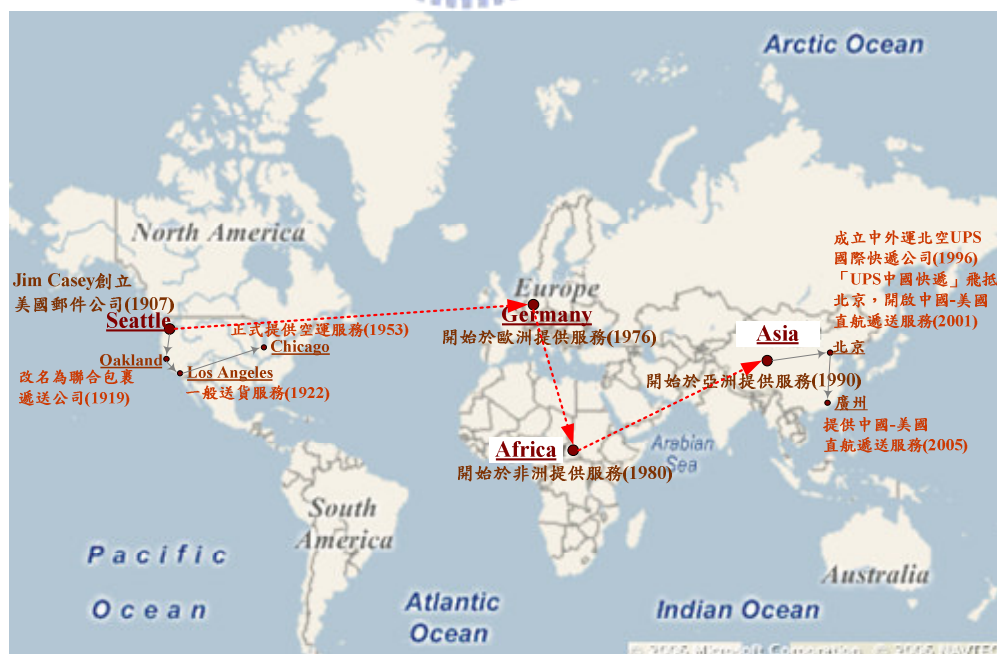 Arctic Ocean
North America
成立中外運北空UPS
國際快遞公司(1996)
「UPS中國快遞」飛抵
北京，開啟中國-美國
直航遞送服務(2001)
Jim Casey創立
美國郵件公司(1907)
Seattle
正式提供空運服務(1953)
Chicago
Oakland
Los Angeles
改名為聯合包裹
遞送公司(1919)
一般送貨服務(1922)
Europe
Germany
開始於歐洲提供服務(1976)
Asia
北京
開始於亞洲提供服務(1990)
廣州
提供中國-美國
直航遞送服務(2005)
Africa
開始於非洲提供服務(1980)
Arabian
Sea
South
America
Pacific
Ocean
Atlantic
Ocean
Indian Ocean
Australia